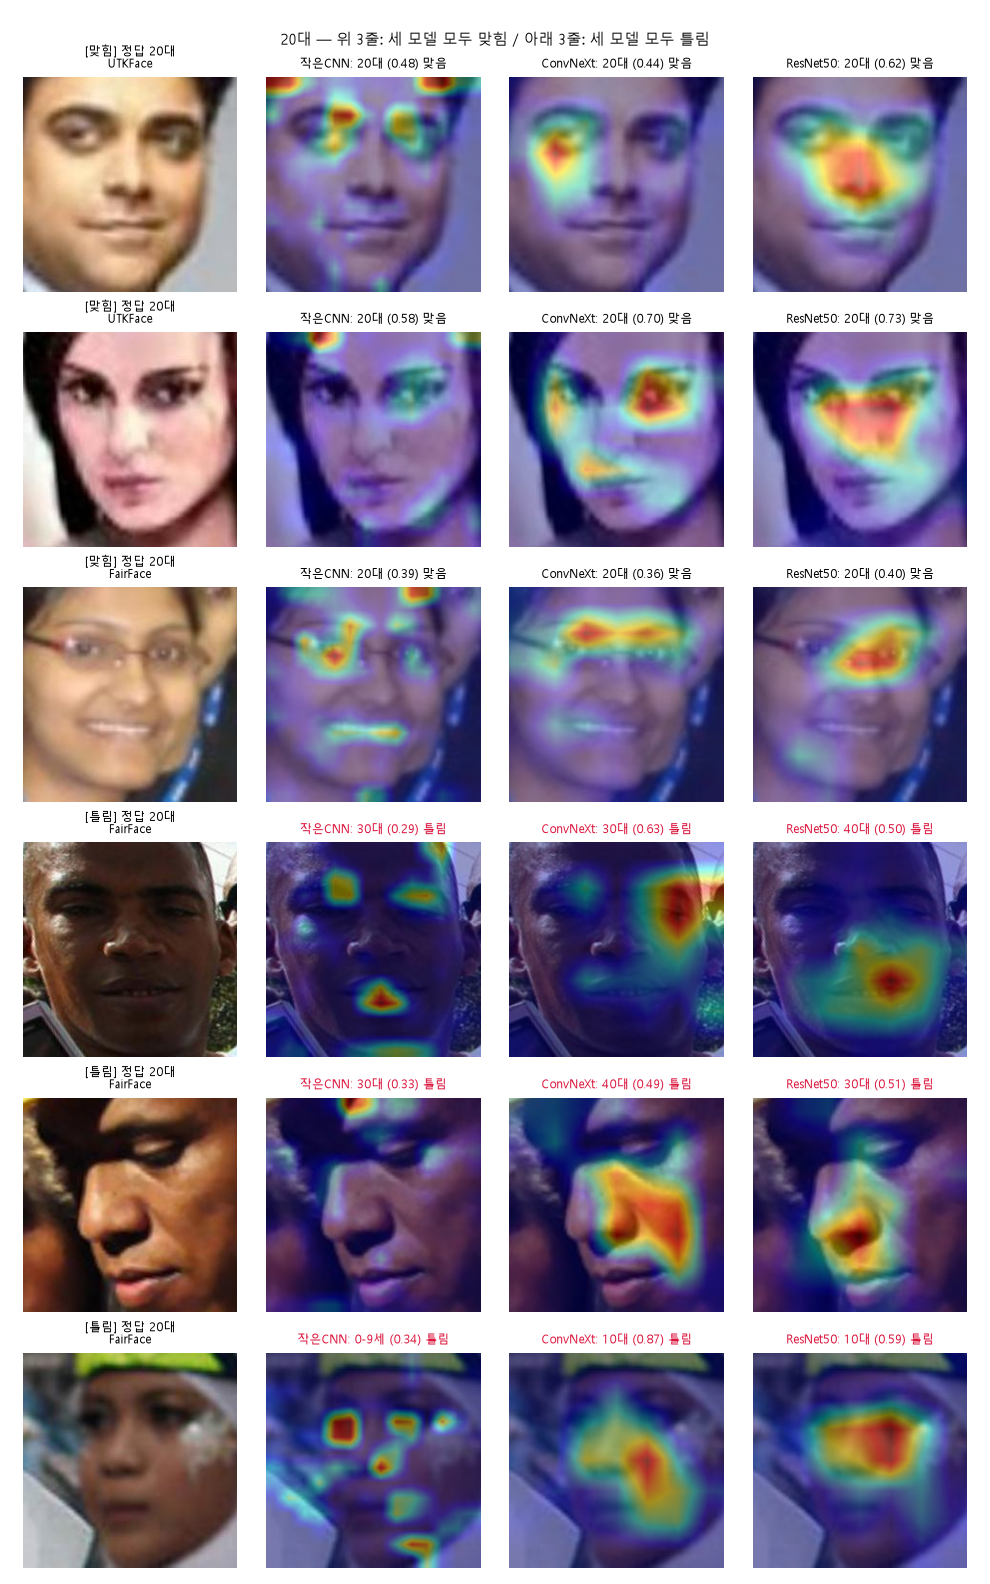 20대 — 위 3줄: 세 모델 모두 맞힘 / 아래 3줄: 세 모델 모두 틀림
[맞힘] 정답 20대
UTKFace
작은CNN: 20대 (0.48) 맞음
ConvNeXt: 20대 (0.44) 맞음
ResNet50: 20대 (0.62) 맞음
[맞힘] 정답 20대
UTKFace
작은CNN: 20대 (0.58) 맞음
ConvNeXt: 20대 (0.70) 맞음
ResNet50: 20대 (0.73) 맞음
[맞힘] 정답 20대
FairFace
작은CNN: 20대 (0.39) 맞음
ConvNeXt: 20대 (0.36) 맞음
ResNet50: 20대 (0.40) 맞음
[틀림] 정답 20대
FairFace
작은CNN: 30대 (0.29) 틀림
ConvNeXt: 30대 (0.63) 틀림
ResNet50: 40대 (0.50) 틀림
[틀림] 정답 20대
FairFace
작은CNN: 30대 (0.33) 틀림
ConvNeXt: 40대 (0.49) 틀림
ResNet50: 30대 (0.51) 틀림
[틀림] 정답 20대
FairFace
작은CNN: 0-9세 (0.34) 틀림
ConvNeXt: 10대 (0.87) 틀림
ResNet50: 10대 (0.59) 틀림